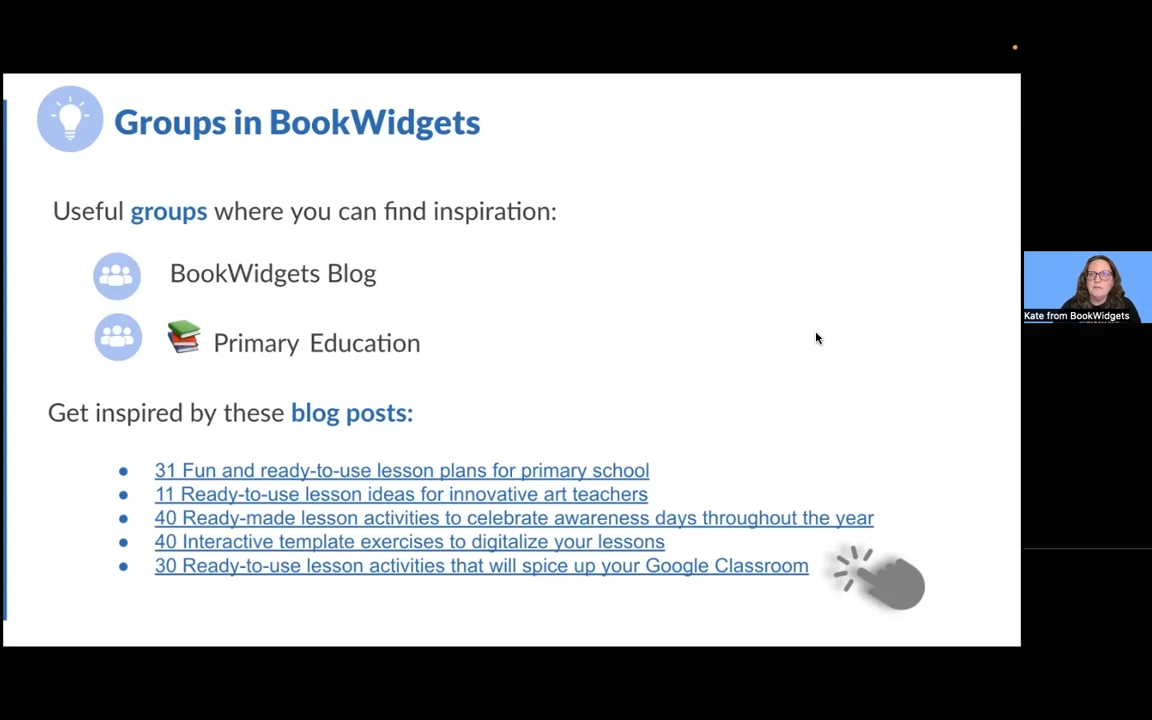 Groups in BookWidgets
Useful groups where you can find inspiration:
BookWidgets Blog
Primary Education
Get inspired by these blog posts:
31 Fun and ready-to-use lesson plans for primary school
11 Ready-to-use lesson ideas for innovative art teachers
40 Ready-made lesson activities to celebrate awareness days throughout the year
40 Interactive template exercises to digitalize your lessons
30 Ready-to-use lesson activities that will spice up your Google Classroom
Kate from BookWidgets